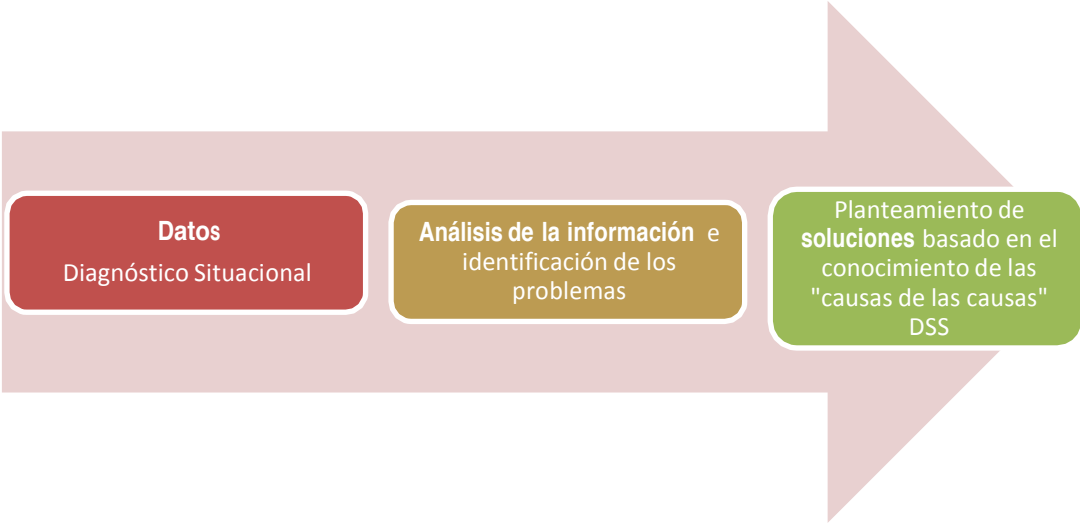 Datos
Diagnóstico Situacional
Análisis de la información e
identificación de los
problemas
Planteamiento de
soluciones basado en el
conocimiento de las
"causas de las causas"
DSS